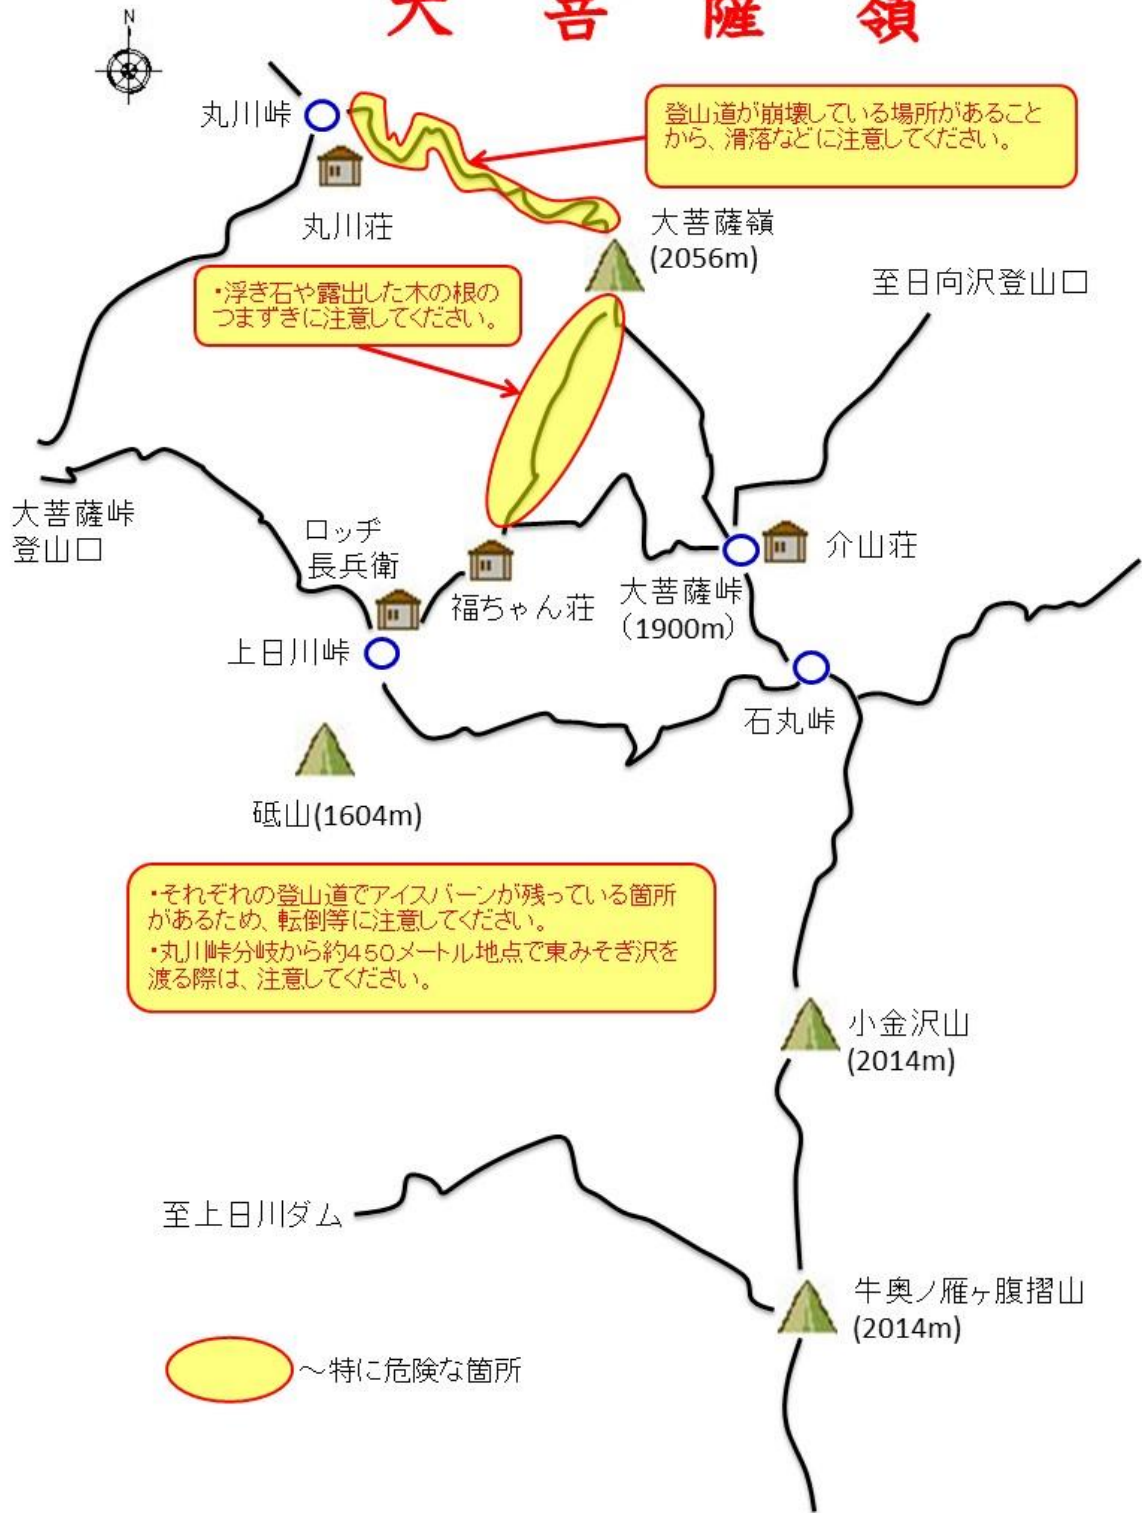 大菩薩領
N
丸川峠
登山道が崩壊している場所があること
から、滑落などに注意してください。
丸川荘
大菩薩嶺
(2056m)
至日向沢登山口
・浮き石や露出した木の根の
つまずきに注意してください。
大菩薩峠
登山口
ロッヂ
長兵衛
福ちゃん荘
大菩薩峠
(1900m)
介山荘
上日川峠
石丸峠
砥山(1604m)
・それぞれの登山道でアイスバーンが残っている箇所
があるため、転倒等に注意してください。
・丸川峠分岐から約450メートル地点で東みそぎ沢を
渡る際は、注意してください。
小金沢山
(2014m)
至上日川ダム
牛奥ノ雁ヶ腹摺山
(2014m)
～特に危険な箇所